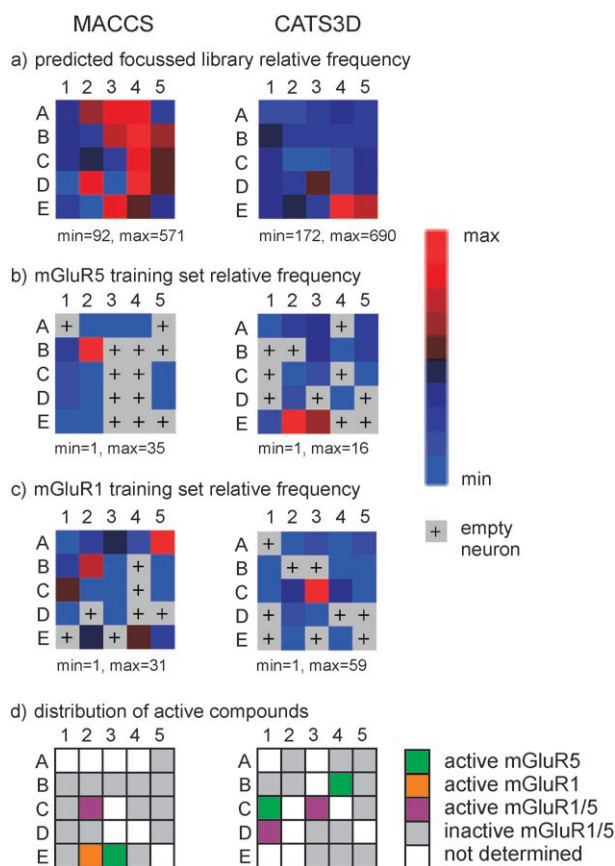 MACCS CATS3D
a) predicted focussed library relative frequency
1 2 3 4 5 1 2 3 4 5
A A
B B
C C
D D
E E
min=92, max=571 min=172, max=690
max
min
+ empty neuron
b) mGluR5 training set relative frequency
1 2 3 4 5 1 2 3 4 5
A + + A +
B + + + B + +
C + + C + +
D + + D + + +
E + + + E + +
min=1, max=35 min=1, max=16
c) mGluR1 training set relative frequency
1 2 3 4 5 1 2 3 4 5
A A +
B + B + +
C + C
D + + + D + + +
E + + E + + +
min=1, max=31 min=1, max=59
d) distribution of active compounds
1 2 3 4 5 1 2 3 4 5
A A
B B
C C
D D
E E
active mGluR5
active mGluR1
active mGluR1/5
inactive mGluR1/5
not determined